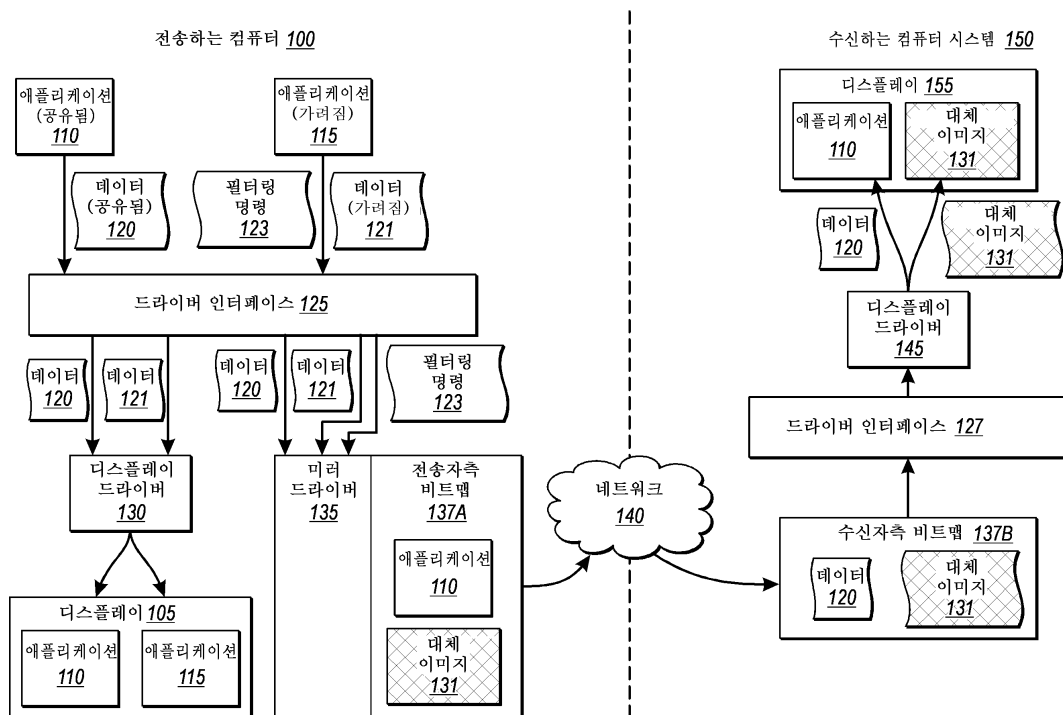 전송하는 컴퓨터 100
애플리케이션
(공유됨)
110
애플리케이션
(가려짐)
115
데이터
(공유됨)
120
필터링
명령
123
데이터
(가려짐)
121
드라이버 인터페이스 125
데이터
120
데이터
121
데이터
120
데이터
121
필터링
명령
123
디스플레이
드라이버
130
미러
드라이버
135
전송자측
비트맵
137A
애플리케이션
110
대체
이미지
131
디스플레이 105
애플리케이션
110
애플리케이션
115
네트워크
140
수신하는 컴퓨터 시스템 150
디스플레이 155
애플리케이션
110
대체
이미지
131
데이터
120
대체
이미지
131
디스플레이
드라이버
145
드라이버 인터페이스 127
수신자측 비트맵 137B
데이터
120
대체
이미지
131